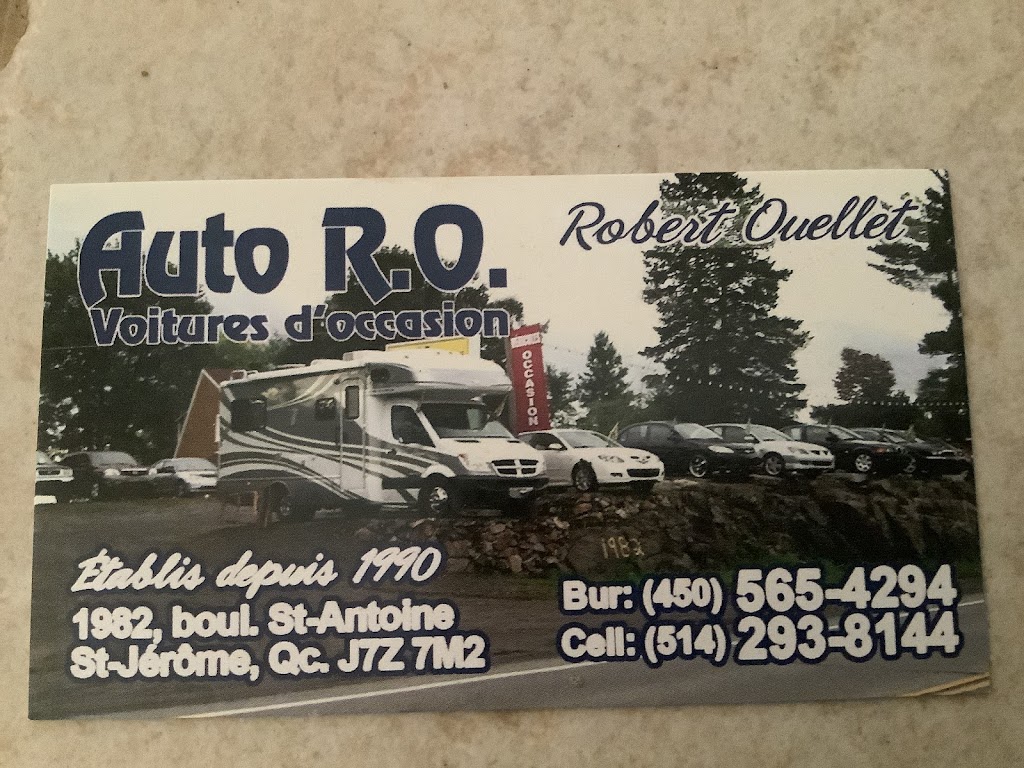 Auto R.O.
Voitures d'occasion
Robert Ouellet
OCCASION
1982
Établis depuis 1990
1982, boul. St-Antoine
St-Jérôme, Qc. J7Z 7M2
Bur: (450) 565-4294
Cell: (514) 293-8144